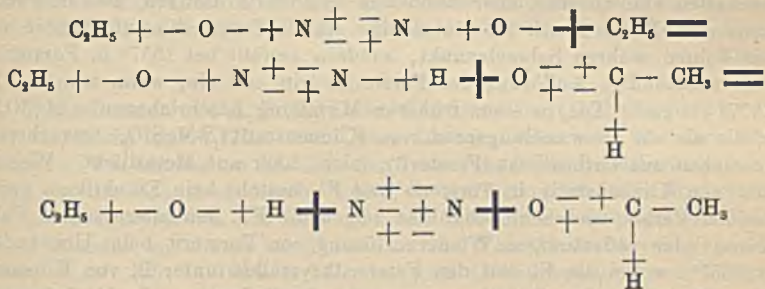 C₂H₅ + — O — + N ± ∓ N — O — + C₂H₅ =
C₂H₅ + — O — + N ± ∓ N — + H + O ∓ ± C — CH₃ =
+
H
C₂H₅ + — O — + H + N ± ± N + O ∓ ± C — CH₃
+
H